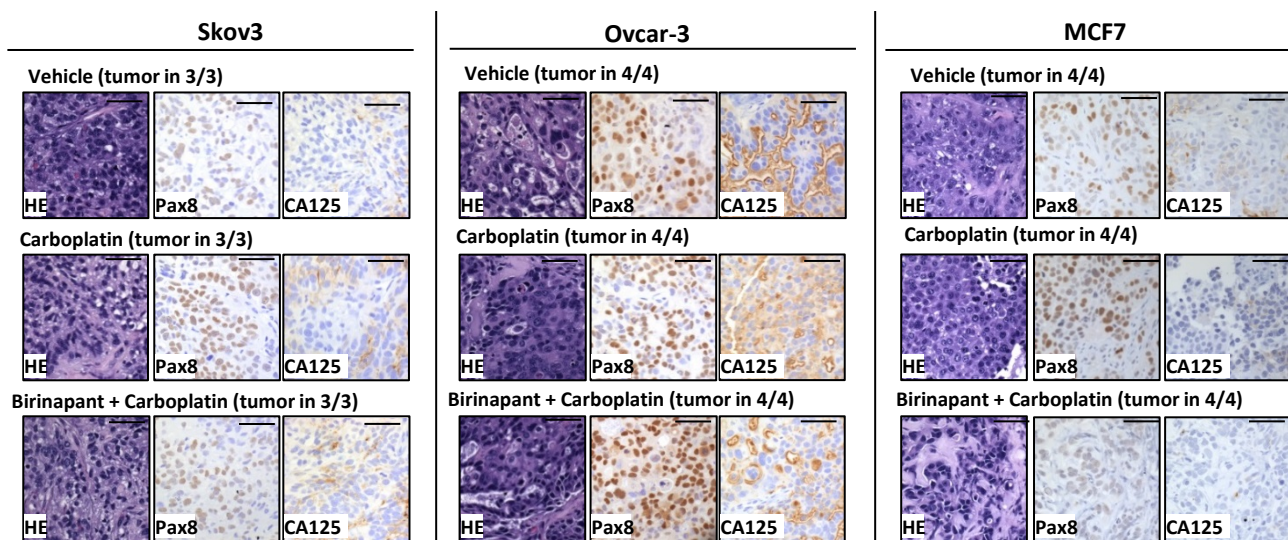 Skov3
Vehicle (tumor in 3/3)
HE
Pax8
CA125
Carboplatin (tumor in 3/3)
HE
Pax8
CA125
Birinapant + Carboplatin (tumor in 3/3)
HE
Pax8
CA125
Ovcar-3
Vehicle (tumor in 4/4)
HE
Pax8
CA125
Carboplatin (tumor in 4/4)
HE
Pax8
CA125
Birinapant + Carboplatin (tumor in 4/4)
HE
Pax8
CA125
MCF7
Vehicle (tumor in 4/4)
HE
Pax8
CA125
Carboplatin (tumor in 4/4)
HE
Pax8
CA125
Birinapant + Carboplatin (tumor in 4/4)
HE
Pax8
CA125